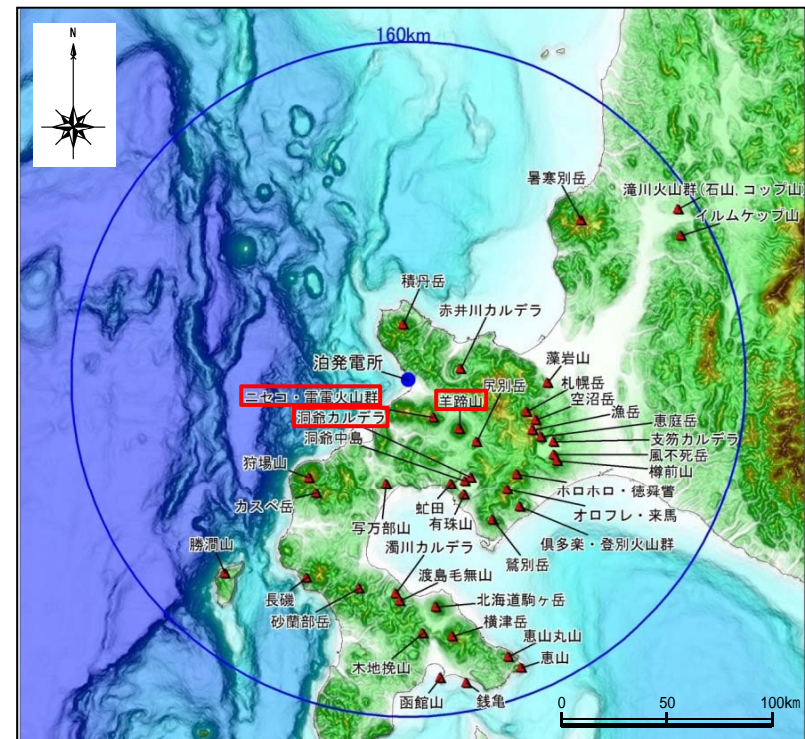 160km
N
暑寒別岳
滝川火山群(石山,コップ山
イルムケップ山
積丹岳
赤井川カルデラ
泊発電所
藻岩山
尻別岳
札幌岳
ニセコ・雷電火山群
羊蹄山
空沼岳
洞爺カルデラ
漁岳
恵庭岳
洞爺中島
支笏カルデラ
風不死岳
狩場山
樽前山
ホロホロ・徳舜瞥
カスベ岳
虻田
写万部山
有珠山
オロフレ・来馬
倶多楽・登別火山群
勝澗山
濁川カルデラ
鷲別岳
渡島毛無山
長磯
北海道駒ヶ岳
砂蘭部岳
横津岳
恵山丸山
木地挽山
恵山
函館山
銭亀
0 50 100km